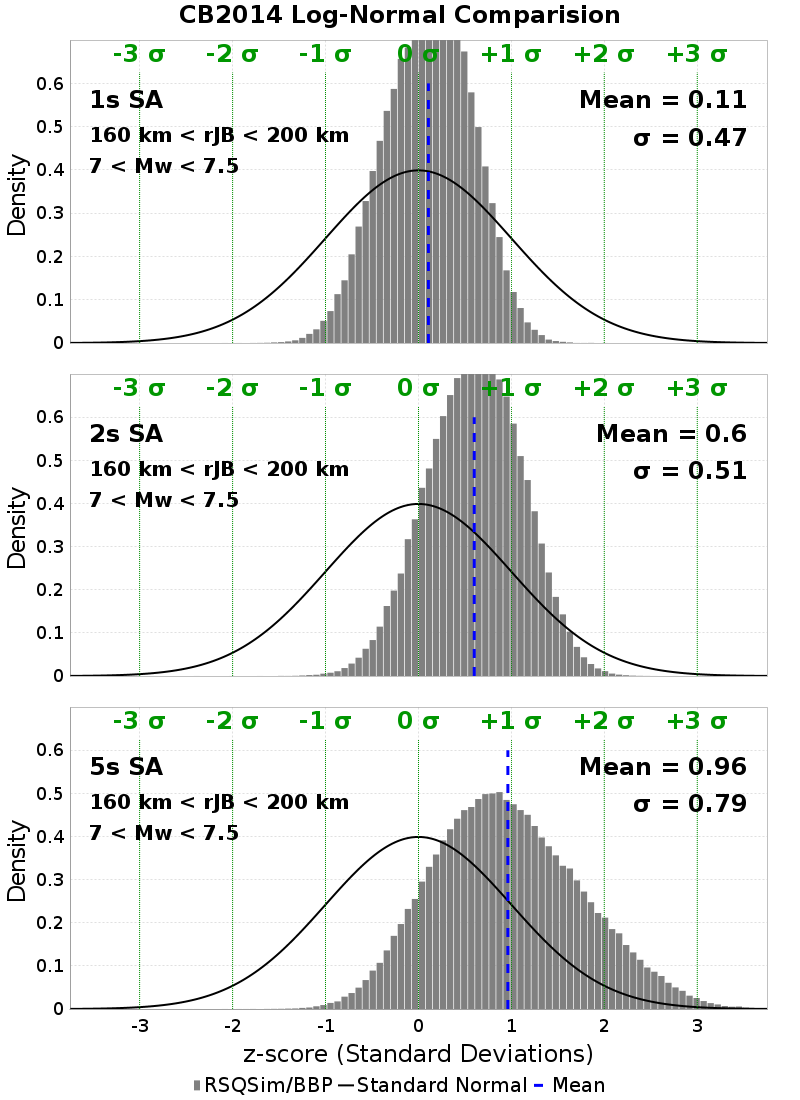 CB2014 Log-Normal Comparision
-3 σ -2 σ -1 σ 0 σ +1 σ +2 σ +3 σ
1s SA Mean = 0.11
160 km < rJB < 200 km σ = 0.47
7 < Mw < 7.5
Density
0.6
0.5
0.4
0.3
0.2
0.1
0
-3 σ -2 σ -1 σ 0 σ +1 σ +2 σ +3 σ
2s SA Mean = 0.6
160 km < rJB < 200 km σ = 0.51
7 < Mw < 7.5
Density
0.6
0.5
0.4
0.3
0.2
0.1
0
-3 σ -2 σ -1 σ 0 σ +1 σ +2 σ +3 σ
5s SA Mean = 0.96
160 km < rJB < 200 km σ = 0.79
7 < Mw < 7.5
Density
0.6
0.5
0.4
0.3
0.2
0.1
0
-3 -2 -1 0 1 2 3
z-score (Standard Deviations)
RSQSim/BBP Standard Normal Mean